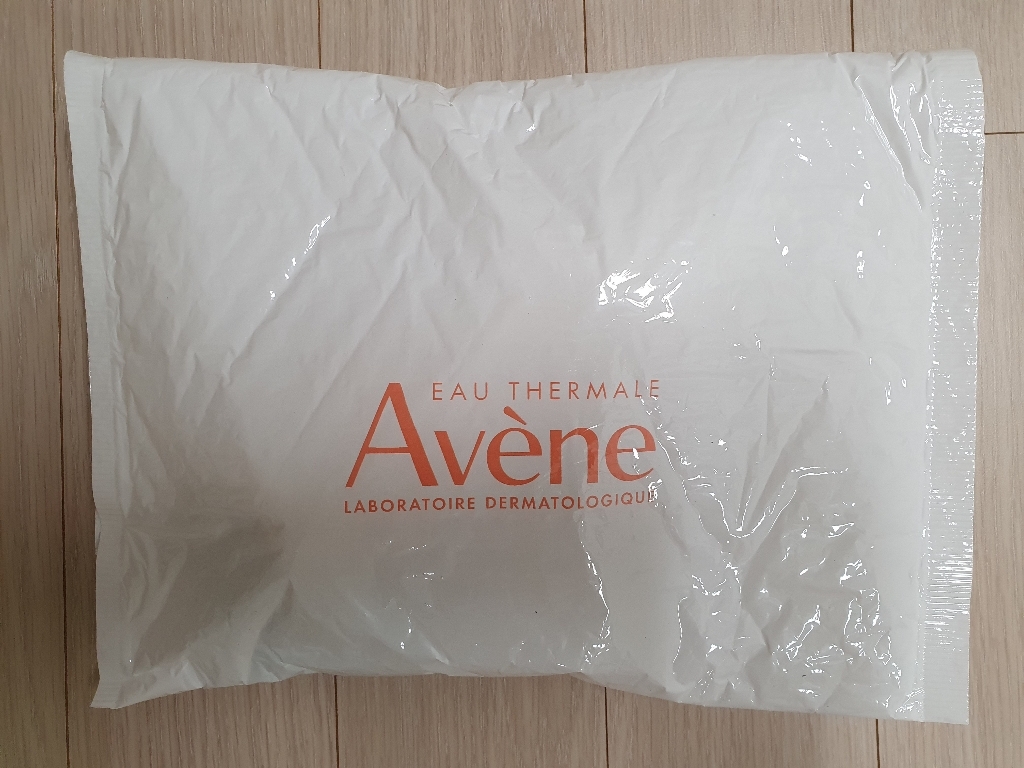 EAU THERMALE
Avène
LABORATOIRE DERMATOLOGIQUE